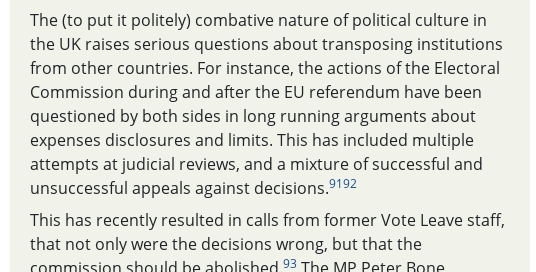 The (to put it politely) combative nature of political culture in
the UK raises serious questions about transposing institutions
from other countries. For instance, the actions of the Electoral
Commission during and after the EU referendum have been
questioned by both sides in long running arguments about
expenses disclosures and limits. This has included multiple
attempts at judicial reviews, and a mixture of successful and
unsuccessful appeals against decisions.9192
This has recently resulted in calls from former Vote Leave staff,
that not only were the decisions wrong, but that the
commission should be abolished.93 The MP Peter Bone